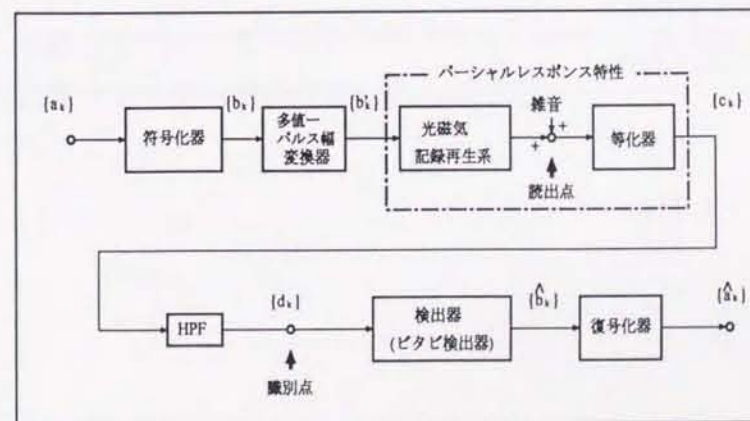 パーシャルレスポンス特性
{aₖ}
符号化器
{bₖ}
多値ー
パルス幅
変換器
{b'ₖ}
光磁気
記録再生系
雑音
+
+
読出点
等化器
{cₖ}
HPF
{dₖ}
識別点
検出器
(ビタビ検出器)
{b̂ₖ}
復号化器
{âₖ}